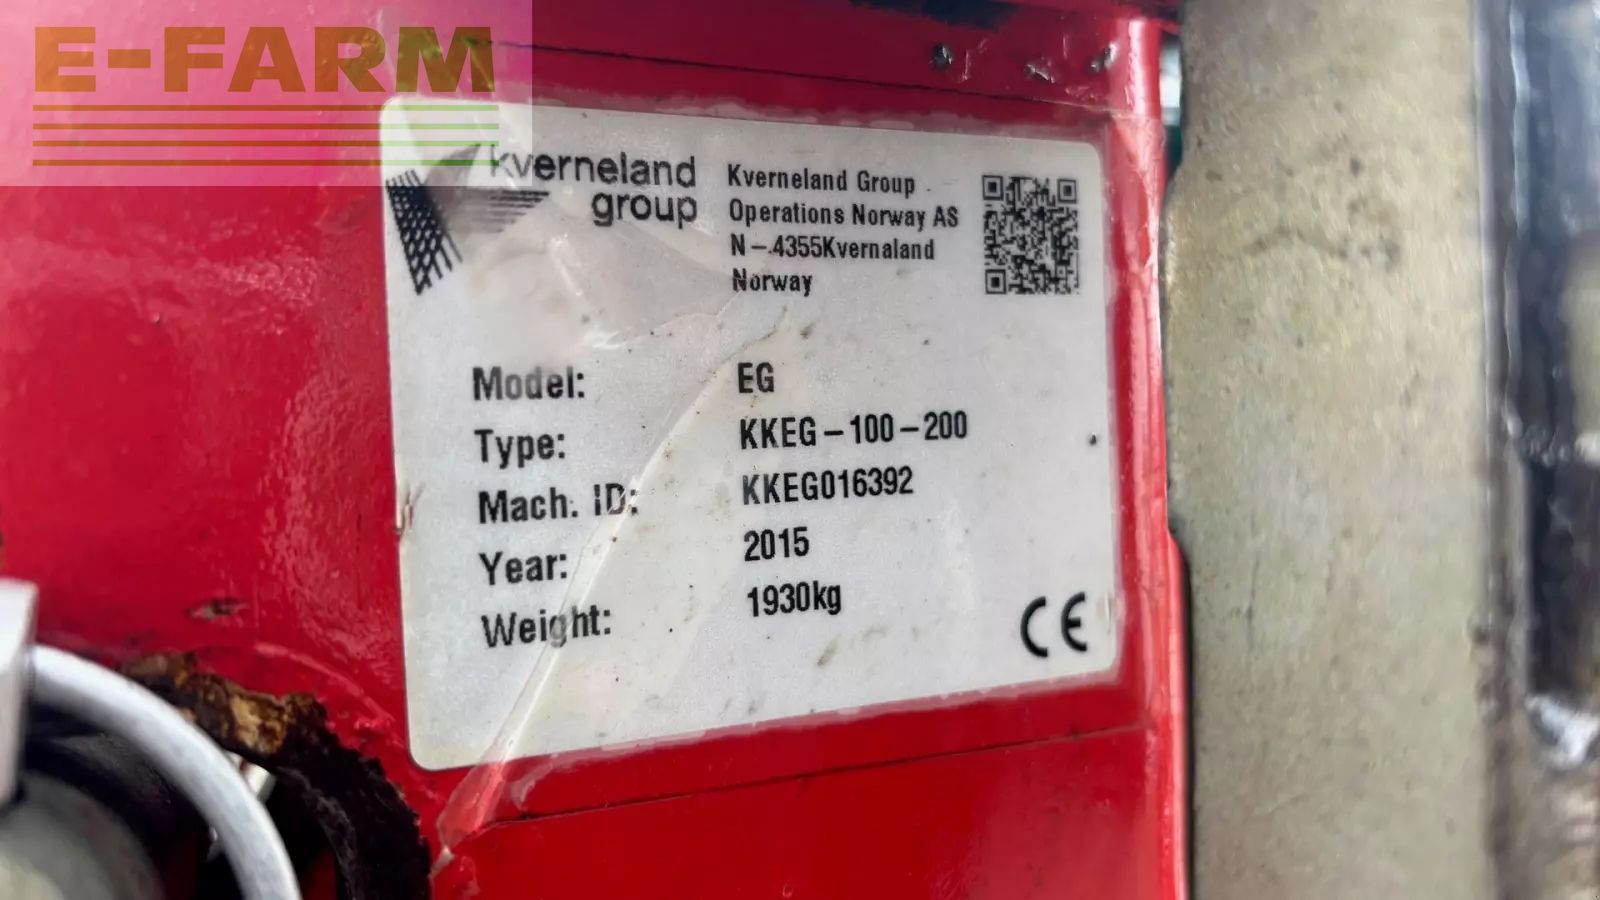 E-FARM
kverneland
group
Kverneland Group
Operations Norway AS
N-4355Kvernaland
Norway
Model: EG
Type: KKEG-100-200
Mach. ID: KKEG016392
Year: 2015
Weight: 1930kg
CE